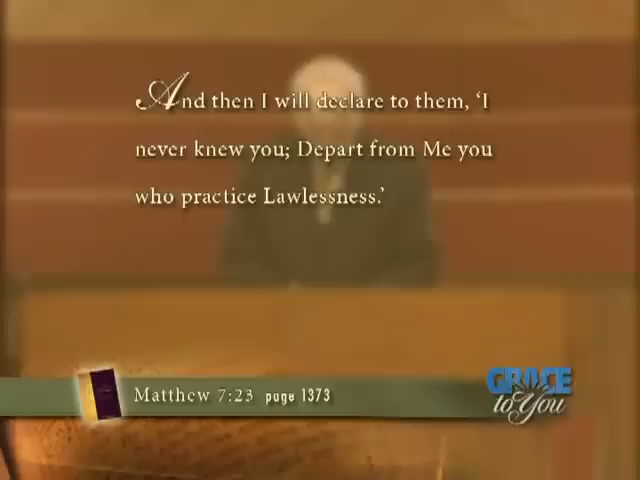 And then I will declare to them, ‘I
never knew you; Depart from Me you
who practice Lawlessness.’
Matthew 7:23 page 1373
GRACE
to You